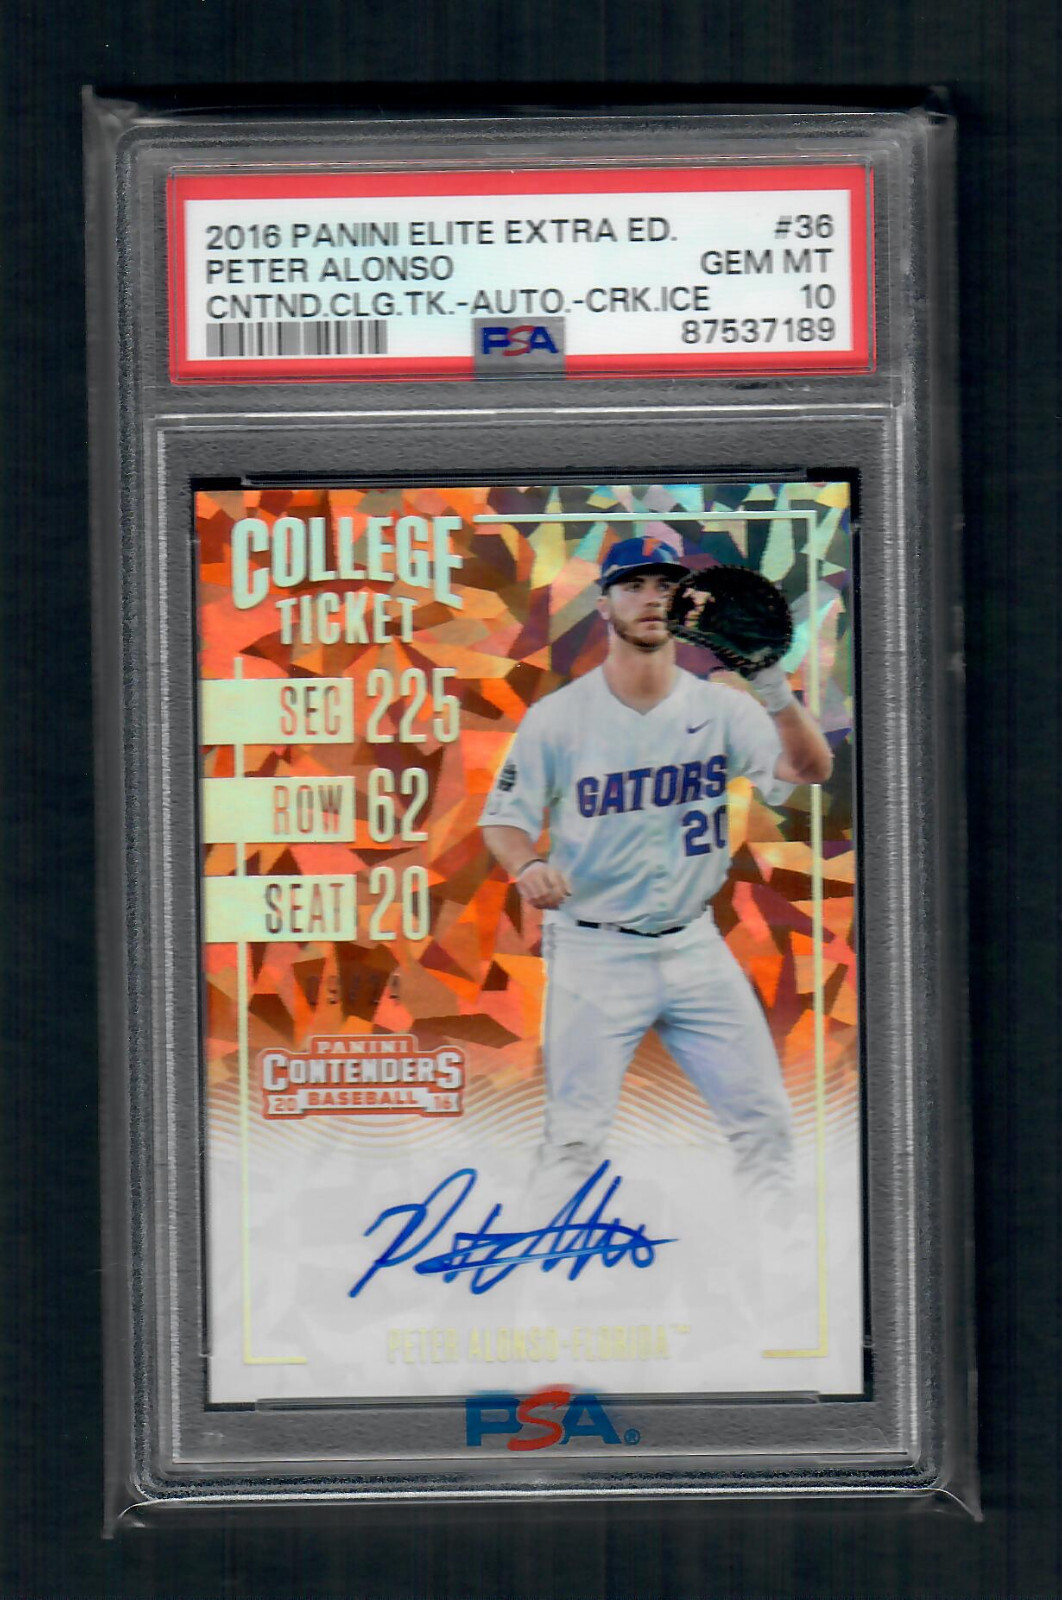 2016 PANINI ELITE EXTRA ED. #36
PETER ALONSO GEM MT
CNTND.CLG.TK.-AUTO.-CRK.ICE 10
PSA 87537189
COLLEGE
TICKET
SEC 225
ROW 62
SEAT 20
GATORS
20
PANINI
CONTENDERS
20 BASEBALL 16
PETER ALONSO-FLORIDA™
PSA®